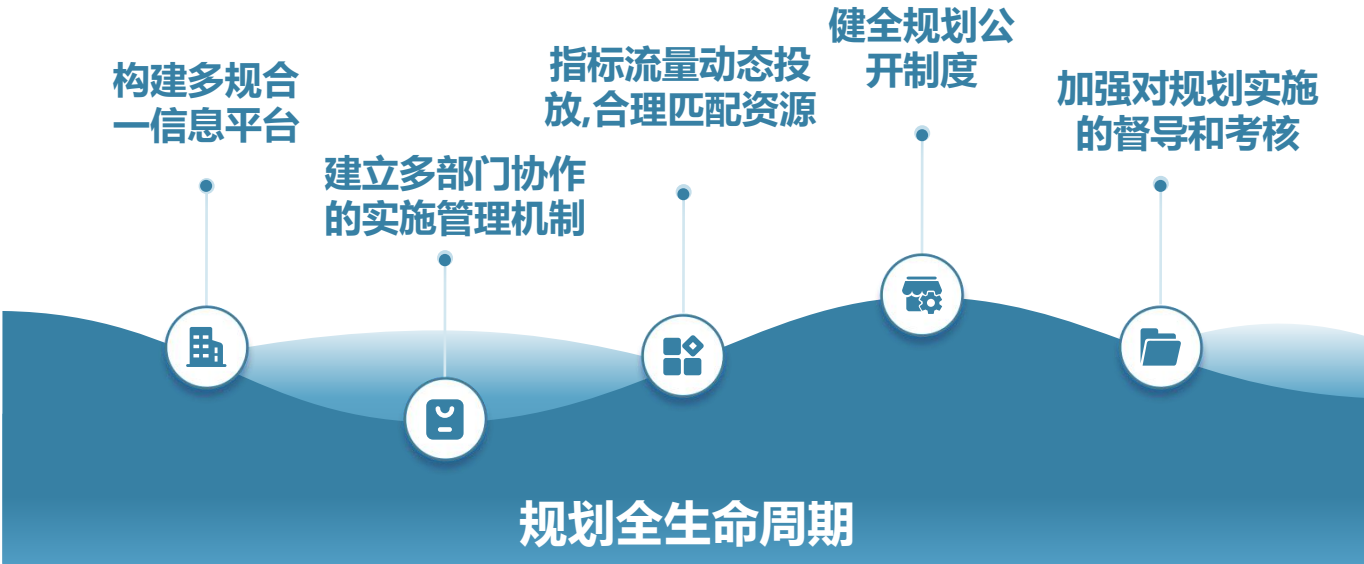 构建多规合
一信息平台
建立多部门协作
的实施管理机制
指标流量动态投
放,合理匹配资源
健全规划公
开制度
加强对规划实施
的督导和考核
规划全生命周期